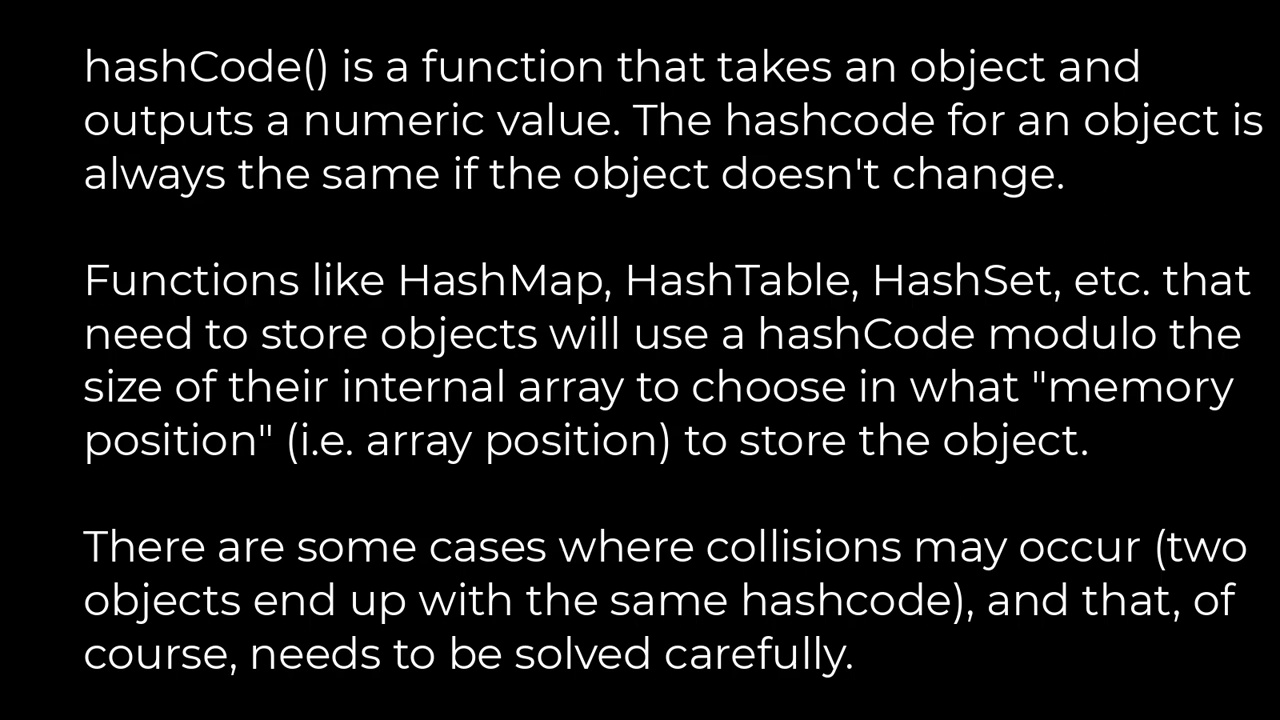 hashCode() is a function that takes an object and
outputs a numeric value. The hashcode for an object is
always the same if the object doesn't change.
Functions like HashMap, HashTable, HashSet, etc. that
need to store objects will use a hashCode modulo the
size of their internal array to choose in what "memory
position" (i.e. array position) to store the object.
There are some cases where collisions may occur (two
objects end up with the same hashcode), and that, of
course, needs to be solved carefully.